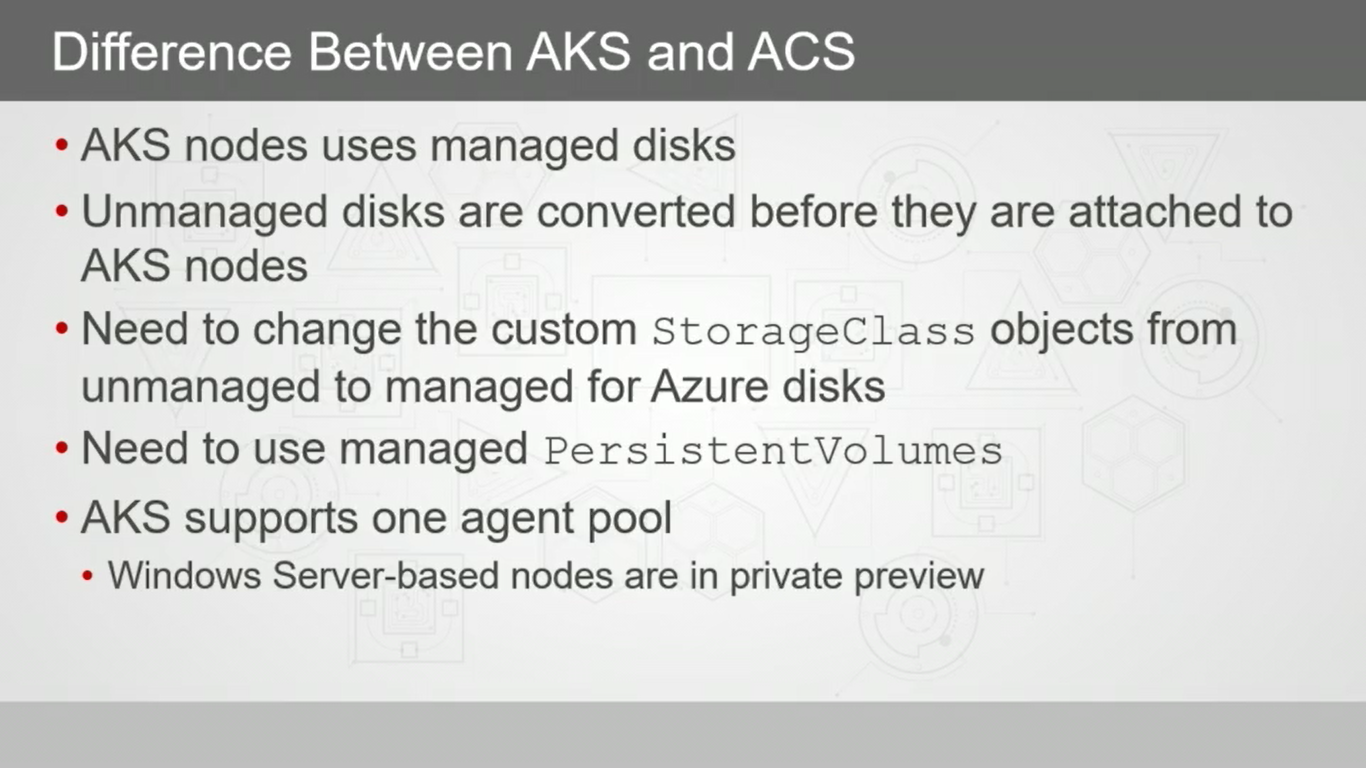 Difference Between AKS and ACS
• AKS nodes uses managed disks
• Unmanaged disks are converted before they are attached to
AKS nodes
• Need to change the custom StorageClass objects from
unmanaged to managed for Azure disks
• Need to use managed PersistentVolumes
• AKS supports one agent pool
• Windows Server-based nodes are in private preview